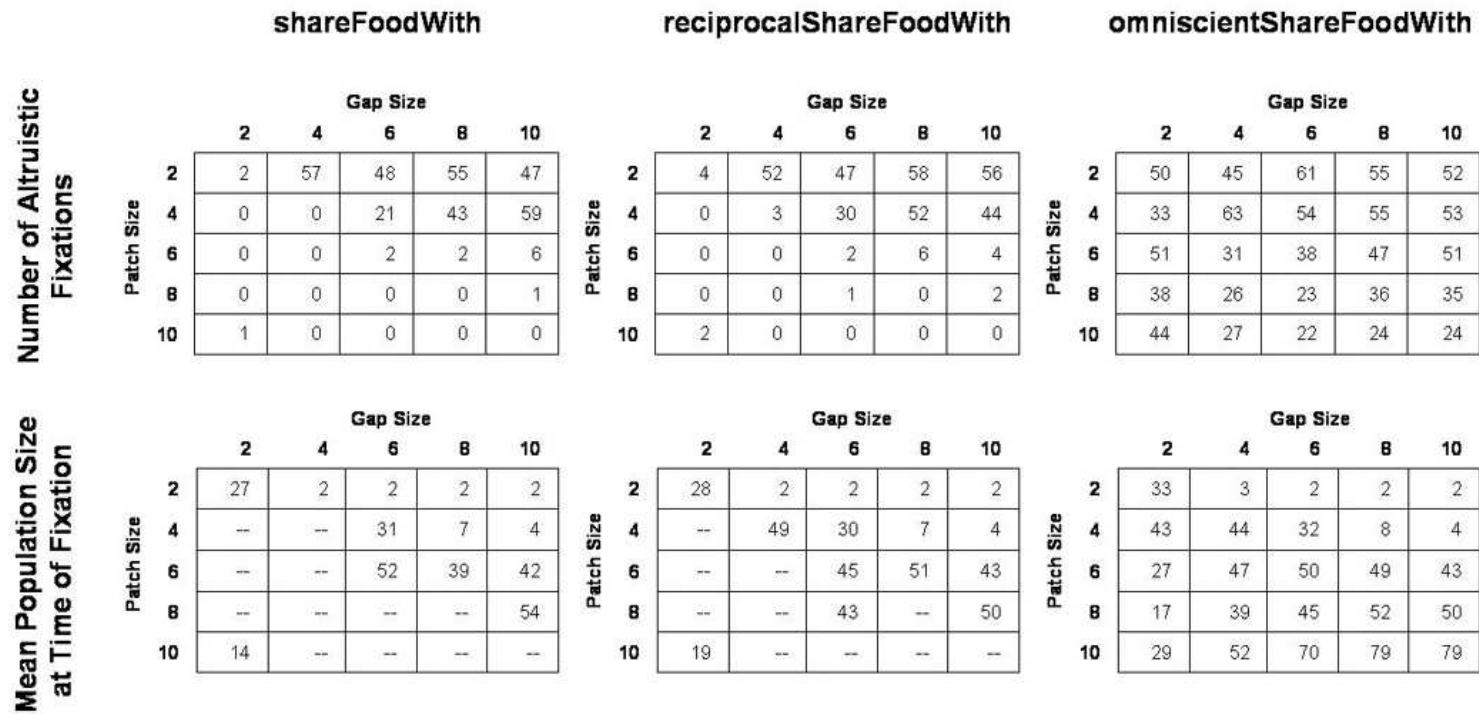 shareFoodWith reciprocalShareFoodWith omniscientShareFoodWith
Number of Altruistic Fixations
Gap Size Gap Size Gap Size
2 4 6 8 10 2 4 6 8 10 2 4 6 8 10
Patch Size Patch Size Patch Size
2 2 57 48 55 47 2 4 52 47 58 56 2 50 45 61 55 52
4 0 0 21 43 59 4 0 3 30 52 44 4 33 63 54 55 53
6 0 0 2 2 6 6 0 0 2 6 4 6 51 31 38 47 51
8 0 0 0 0 1 8 0 0 1 0 2 8 38 26 23 36 35
10 1 0 0 0 0 10 2 0 0 0 0 10 44 27 22 24 24
Mean Population Size at Time of Fixation
Gap Size Gap Size Gap Size
2 4 6 8 10 2 4 6 8 10 2 4 6 8 10
Patch Size Patch Size Patch Size
2 27 2 2 2 2 2 28 2 2 2 2 2 33 3 2 2 2
4 -- -- 31 7 4 4 -- 49 30 7 4 4 43 44 32 8 4
6 -- -- 52 39 42 6 -- -- 45 51 43 6 27 47 50 49 43
8 -- -- -- -- 54 8 -- -- 43 -- 50 8 17 39 45 52 50
10 14 -- -- -- -- 10 19 -- -- -- -- 10 29 52 70 79 79